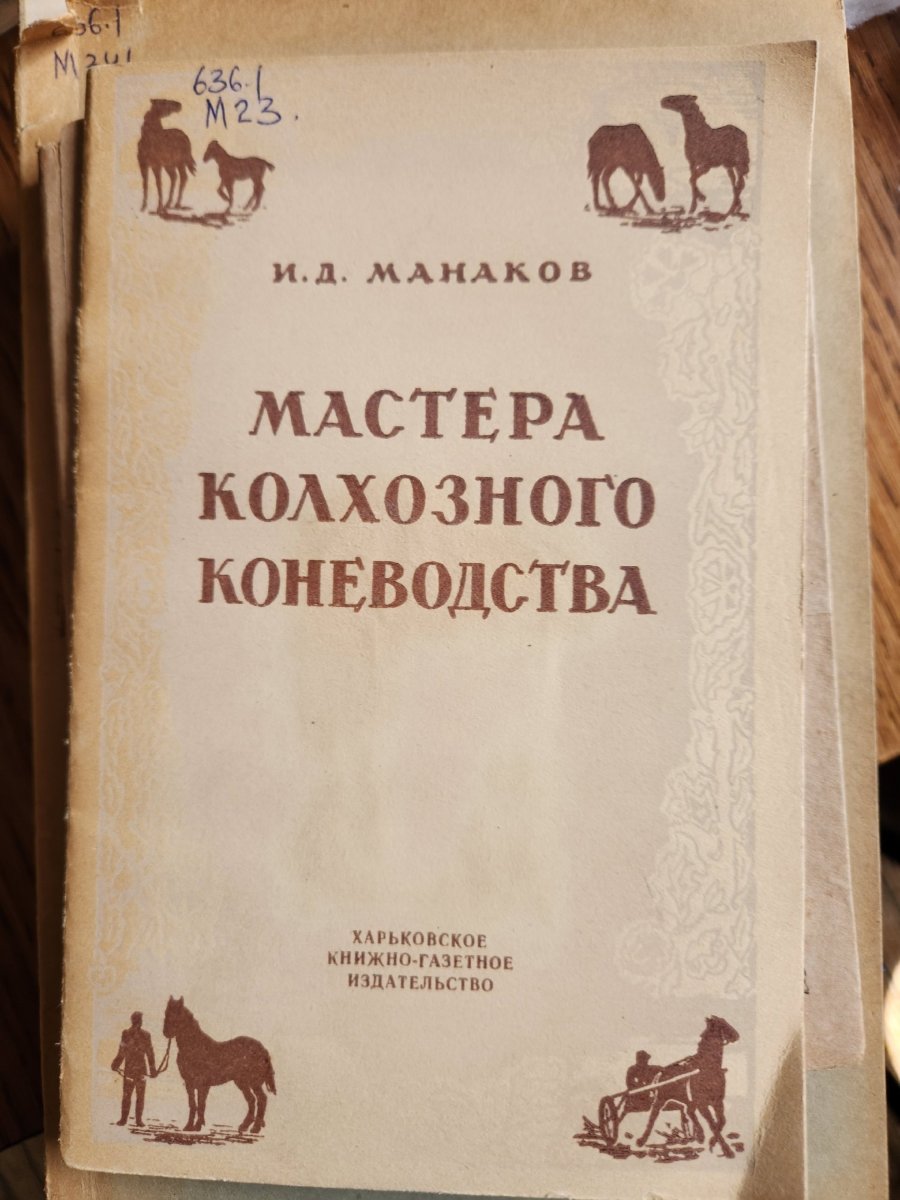 636.1
М23.
И. Д. МАНАКОВ
МАСТЕРА
КОЛХОЗНОГО
КОНЕВОДСТВА
ХАРЬКОВСКОЕ
КНИЖНО-ГАЗЕТНОЕ
ИЗДАТЕЛЬСТВО